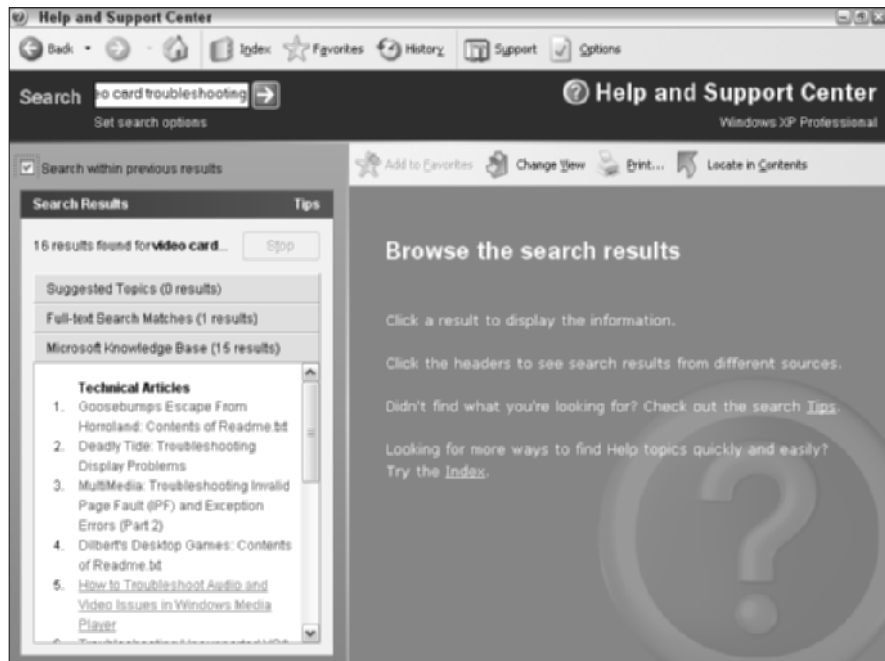 Help and Support Center
Back
Index
Favorites
History
Support
Options
Search
eo card troubleshooting
Set search options
Help and Support Center
Windows XP Professional
Search within previous results
Add to Favorites
Change View
Print...
Locate in Contents
Search Results
Tips
16 results found for video card...
Stop
Suggested Topics (0 results)
Full-text Search Matches (1 results)
Microsoft Knowledge Base (15 results)
Technical Articles
1. Goosebumps Escape From
Horroland: Contents of Readme.txt
2. Deadly Tide: Troubleshooting
Display Problems
3. MultiMedia: Troubleshooting Invalid
Page Fault (IPF) and Exception
Errors (Part 2)
4. Dilbert's Desktop Games: Contents
of Readme.txt
5. How to Troubleshoot Audio and
Video Issues in Windows Media
Player
Browse the search results
Click a result to display the information.
Click the headers to see search results from different sources.
Didn't find what you're looking for? Check out the search Tips.
Looking for more ways to find Help topics quickly and easily?
Try the Index.